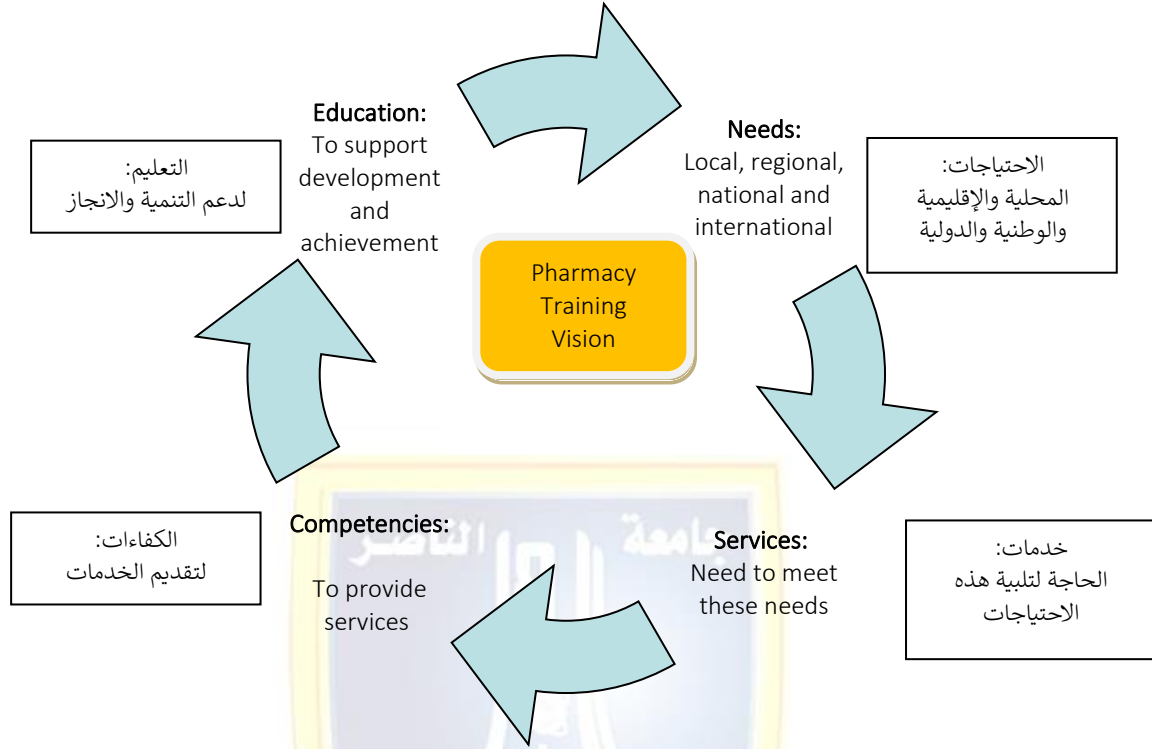 Education:
To support
development
and
achievement
التعليم:
لدعم التنمية والانجاز
Needs:
Local, regional,
national and
international
الاحتياجات:
المحلية والإقليمية
والوطنية والدولية
Pharmacy
Training
Vision
Competencies:
To provide
services
الكفاءات:
لتقديم الخدمات
Services:
Need to meet
these needs
خدمات:
الحاجة لتلبية هذه
الاحتياجات
جامعة الناصر